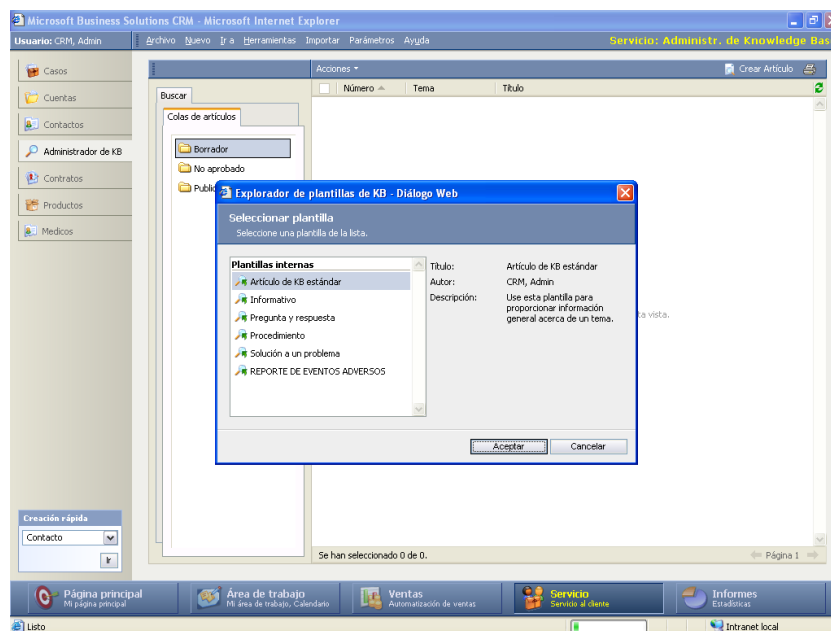 Microsoft Business Solutions CRM - Microsoft Internet Explorer
Usuario: CRM, Admin
Archivo Nuevo Ir a Herramientas Importar Parámetros Ayuda
Servicio: Administr. de Knowledge Bas
Casos
Cuentas
Contactos
Administrador de KB
Contratos
Productos
Medicos
Acciones
Crear Artículo
Buscar
Número
Tema
Título
Colas de artículos
Borrador
No aprobado
Public
Explorador de plantillas de KB - Diálogo Web
Seleccionar plantilla
Seleccione una plantilla de la lista.
Plantillas internas
Artículo de KB estándar
Informativo
Pregunta y respuesta
Procedimiento
Solución a un problema
REPORTE DE EVENTOS ADVERSOS
Título: Artículo de KB estándar
Autor: CRM, Admin
Descripción: Use esta plantilla para
proporcionar información
general acerca de un tema.
ta vista.
Aceptar
Cancelar
Creación rápida
Contacto
Ir
Se han seleccionado 0 de 0.
Página 1
Página principal
Mi página principal
Área de trabajo
Mi área de trabajo, Calendario
Ventas
Automatización de ventas
Servicio
Servicio al cliente
Informes
Estadísticas
Listo
Intranet local